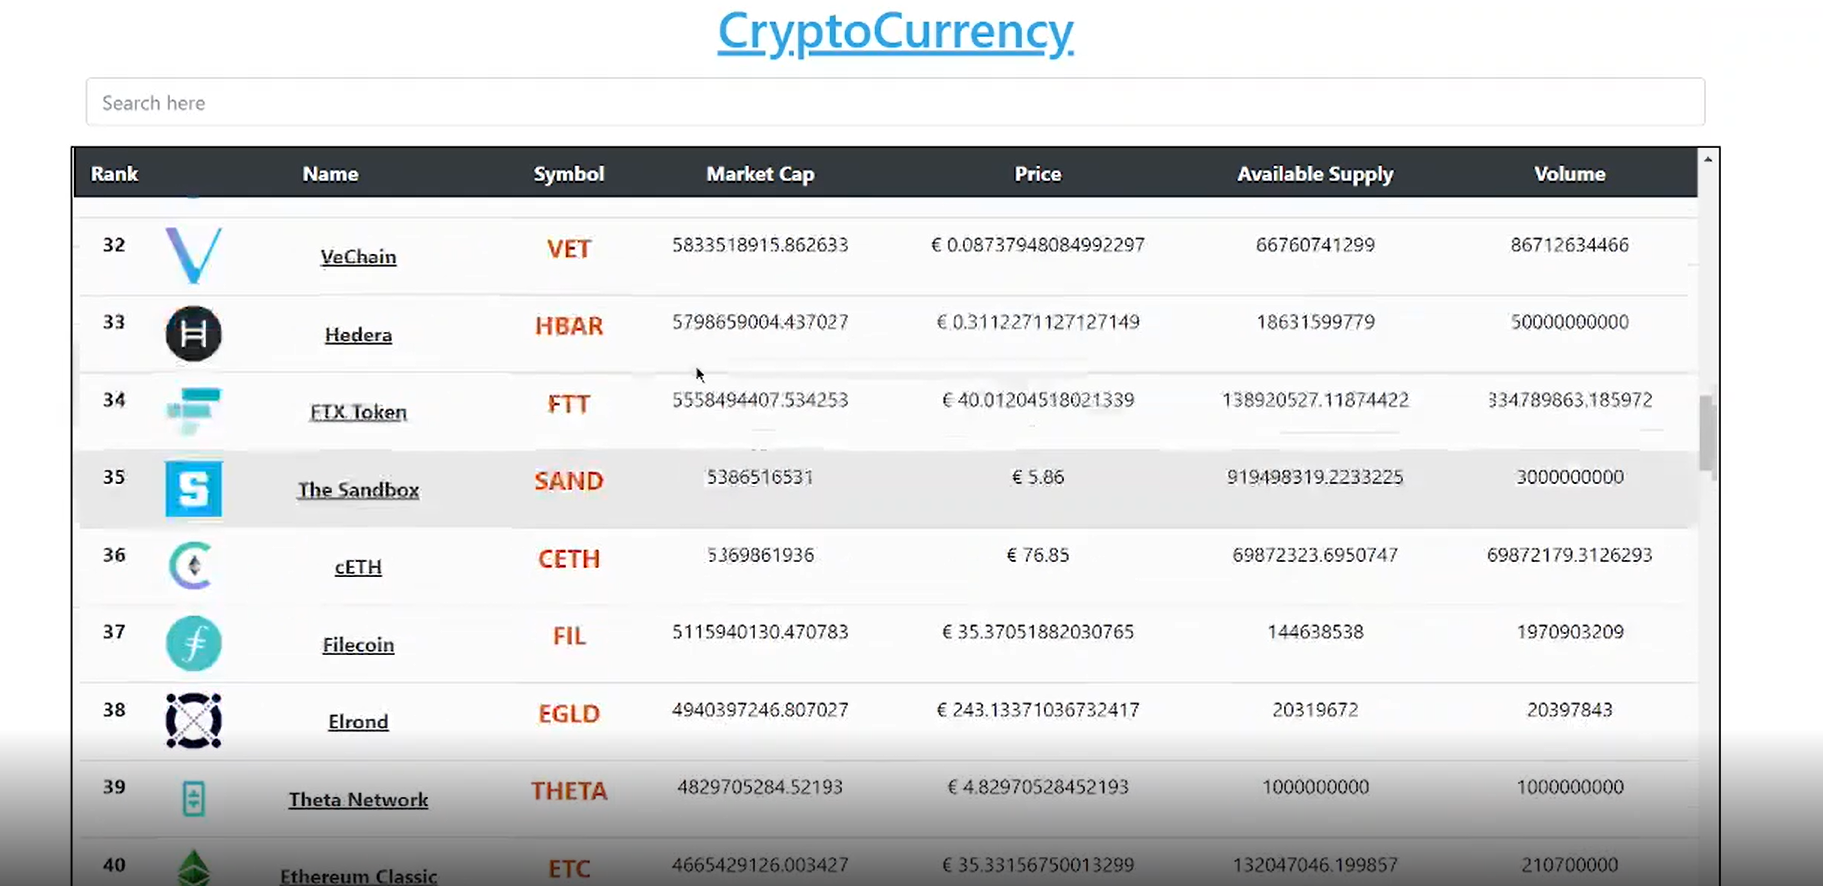 CryptoCurrency
Search here
Rank Name Symbol Market Cap Price Available Supply Volume
32 VeChain VET 5833518915.862633 € 0.08737948084992297 66760741299 86712634466
33 Hedera HBAR 5798659004.437027 € 0.3112271127127149 18631599779 50000000000
34 FTX Token FTT 5558494407.534253 € 40.01204518021339 138920527.11874422 334789863.185972
35 The Sandbox SAND 5386516531 € 5.86 919498319.2233225 3000000000
36 cETH CETH 5369861936 € 76.85 69872323.6950747 69872179.3126293
37 Filecoin FIL 5115940130.470783 € 35.37051882030765 144638538 1970903209
38 Elrond EGLD 4940397246.807027 € 243.13371036732417 20319672 20397843
39 Theta Network THETA 4829705284.52193 € 4.82970528452193 1000000000 1000000000
40 Ethereum Classic ETC 4665429126.003427 € 35.33156750013299 132047046.199857 210700000